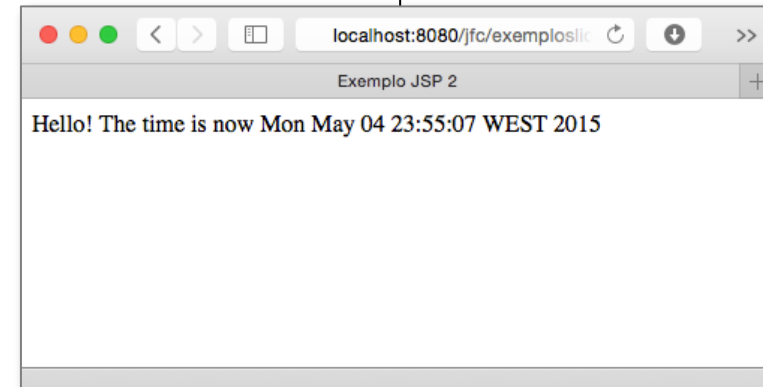 localhost:8080/jfc/exemplosli
Exemplo JSP 2
Hello! The time is now Mon May 04 23:55:07 WEST 2015